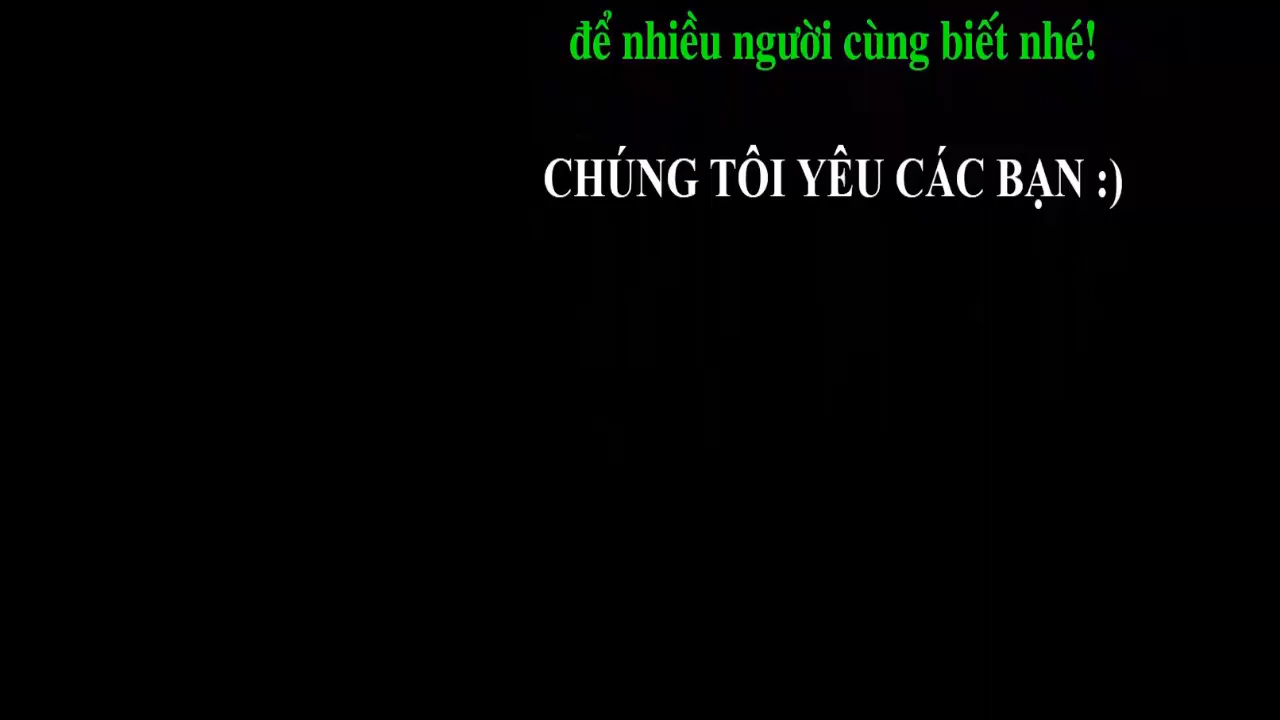 để nhiều người cùng biết nhé!
CHÚNG TÔI YÊU CÁC BẠN :)